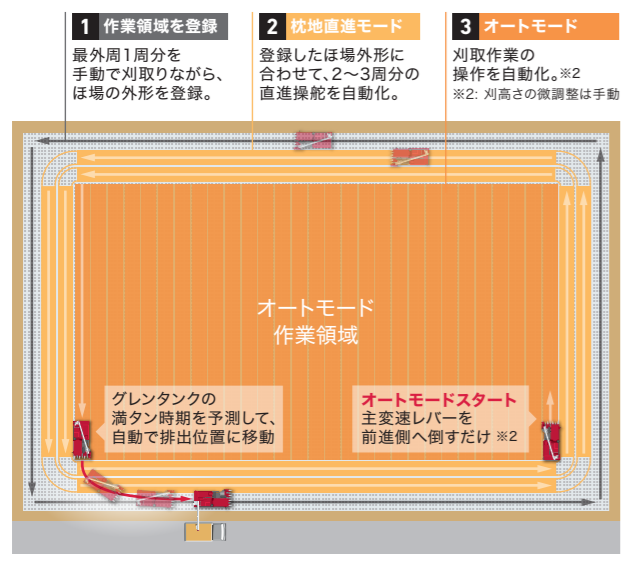 1 作業領域を登録
最外周1周分を
手動で刈取りながら、
ほ場の外形を登録。
2 枕地直進モード
登録したほ場外形に
合わせて、2〜3周分の
直進操舵を自動化。
3 オートモード
刈取作業の
操作を自動化。※2
※2: 刈高さの微調整は手動
オートモード
作業領域
グレンタンクの
満タン時期を予測して、
自動で排出位置に移動
オートモードスタート
主変速レバーを
前進側へ倒すだけ ※2